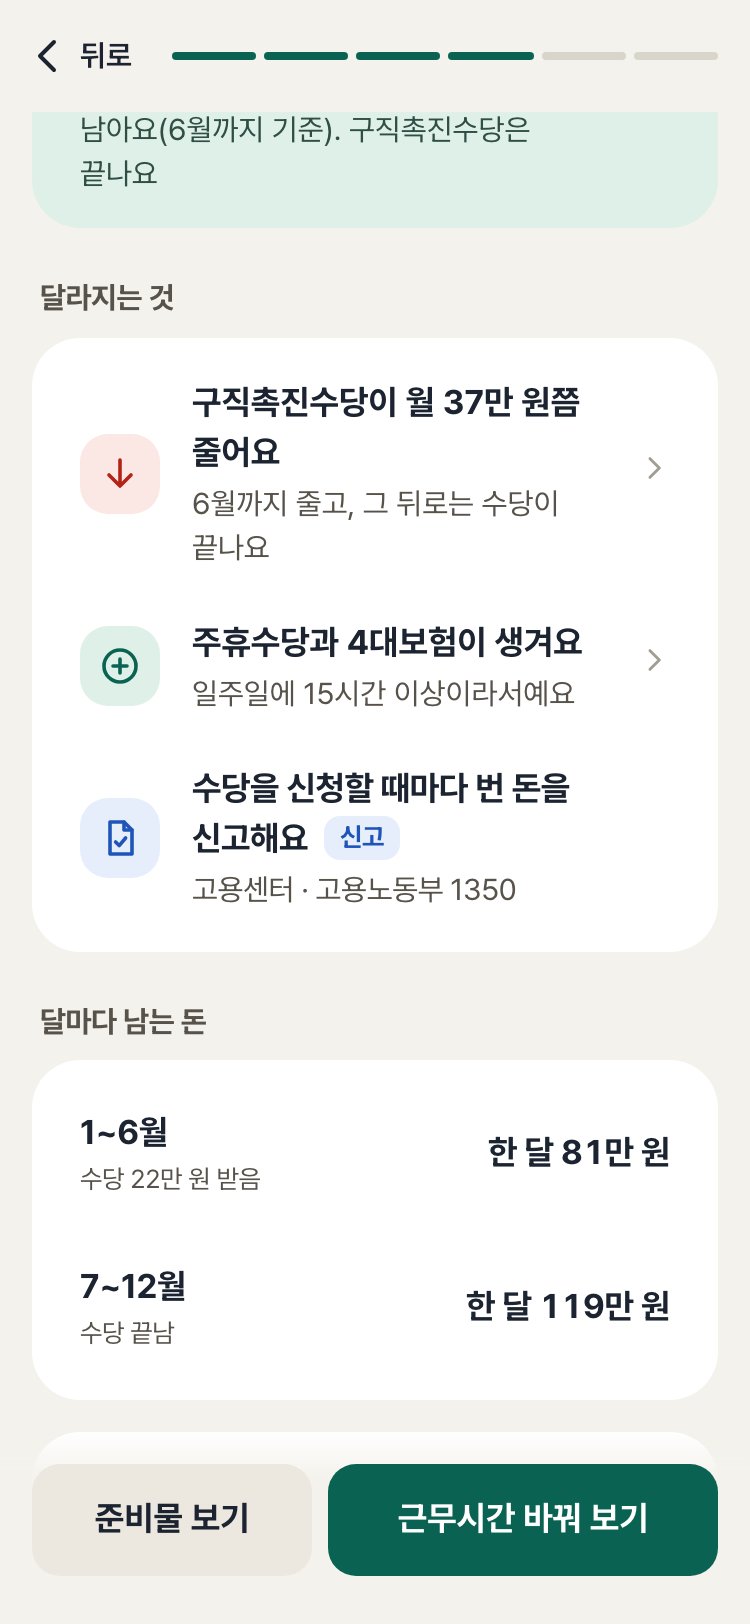 뒤로
남아요(6월까지 기준). 구직촉진수당은
끝나요
달라지는 것
구직촉진수당이 월 37만 원쯤
줄어요
6월까지 줄고, 그 뒤로는 수당이
끝나요
주휴수당과 4대보험이 생겨요
일주일에 15시간 이상이라서예요
수당을 신청할 때마다 번 돈을
신고해요 신고
고용센터 · 고용노동부 1350
달마다 남는 돈
1~6월
수당 22만 원 받음
한 달 81만 원
7~12월
수당 끝남
한 달 119만 원
준비물 보기
근무시간 바꿔 보기